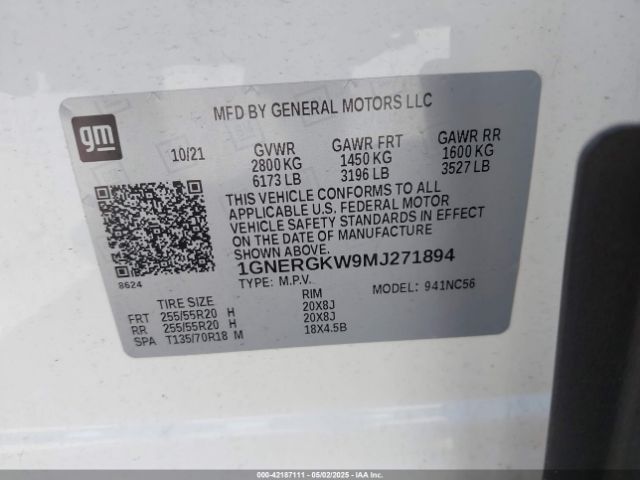 MFD BY GENERAL MOTORS LLC
gm
10/21 GVWR GAWR FRT GAWR RR
2800 KG 1450 KG 1600 KG
6173 LB 3196 LB 3527 LB
THIS VEHICLE CONFORMS TO ALL
APPLICABLE U.S. FEDERAL MOTOR
VEHICLE SAFETY STANDARDS IN EFFECT
ON THE DATE OF MANUFACTURE
SHOWN ABOVE.
1GNERGKW9MJ271894
8624
TYPE: M.P.V. MODEL: 941NC56
TIRE SIZE RIM
FRT 255/55R20 H 20X8J
RR 255/55R20 H 20X8J
SPA T135/70R18 M 18X4.5B
000-42187111 - 05/02/2025 - IAAI.COM